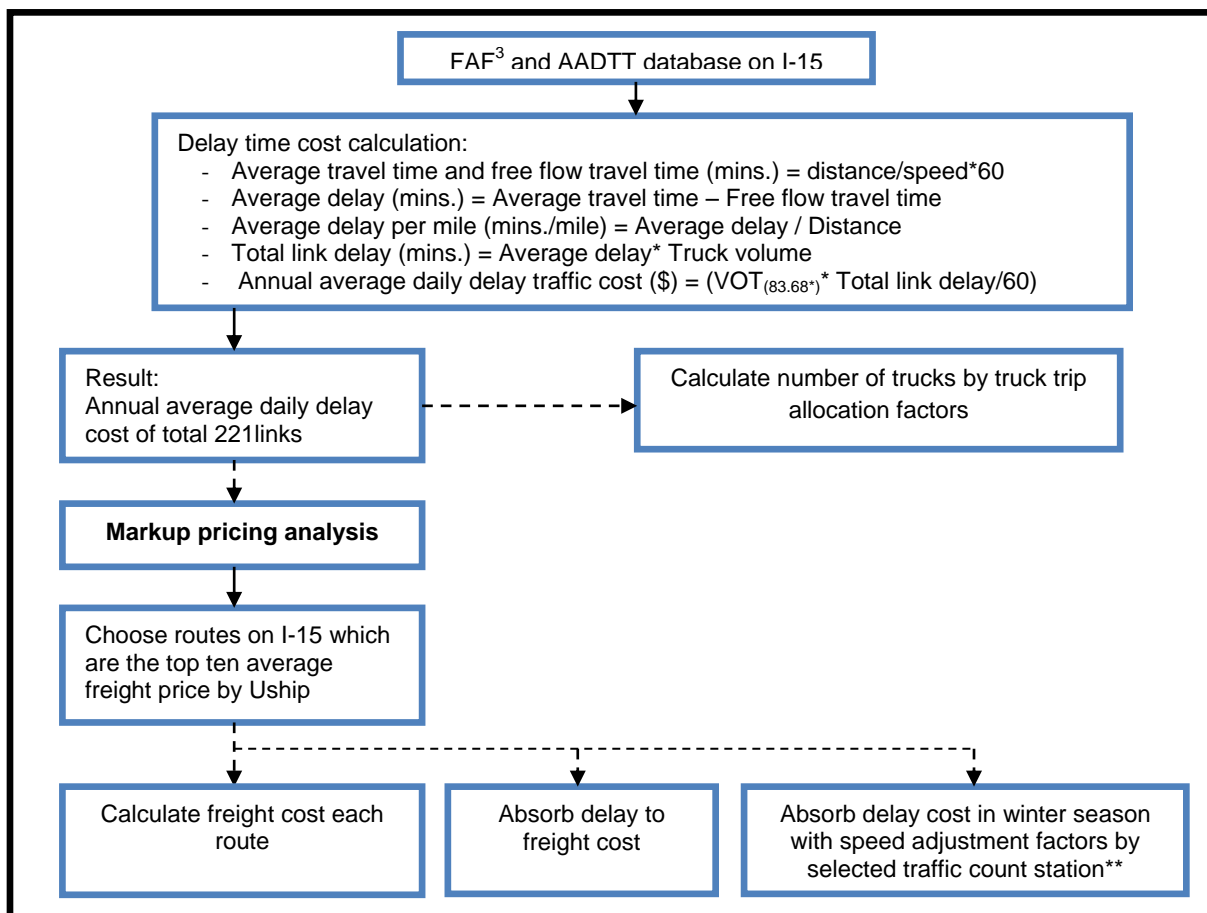 FAF³ and AADTT database on I-15
Delay time cost calculation:
- Average travel time and free flow travel time (mins.) = distance/speed*60
- Average delay (mins.) = Average travel time – Free flow travel time
- Average delay per mile (mins./mile) = Average delay / Distance
- Total link delay (mins.) = Average delay* Truck volume
- Annual average daily delay traffic cost ($) = (VOT(83.68*)* Total link delay/60)
Result:
Annual average daily delay
cost of total 221links
Calculate number of trucks by truck trip
allocation factors
Markup pricing analysis
Choose routes on I-15 which
are the top ten average
freight price by Uship
Calculate freight cost each
route
Absorb delay to
freight cost
Absorb delay cost in winter season
with speed adjustment factors by
selected traffic count station**